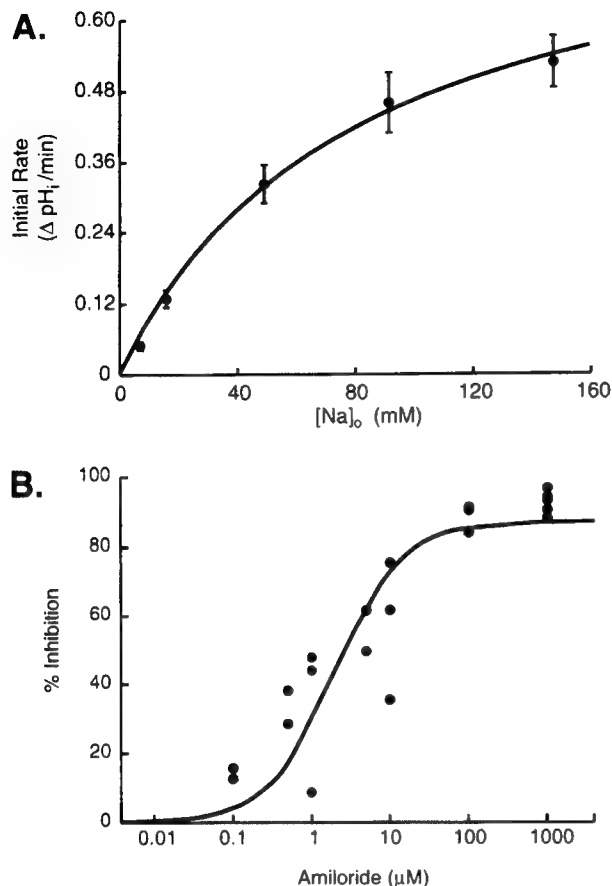 A.
0.60
0.48
0.36
0.24
0.12
0
Initial Rate
(Δ pHi /min)
0 40 80 120 160
[Na]o (mM)
B.
100
80
60
40
20
0
% Inhibition
0.01 0.1 1 10 100 1000
Amiloride (μM)